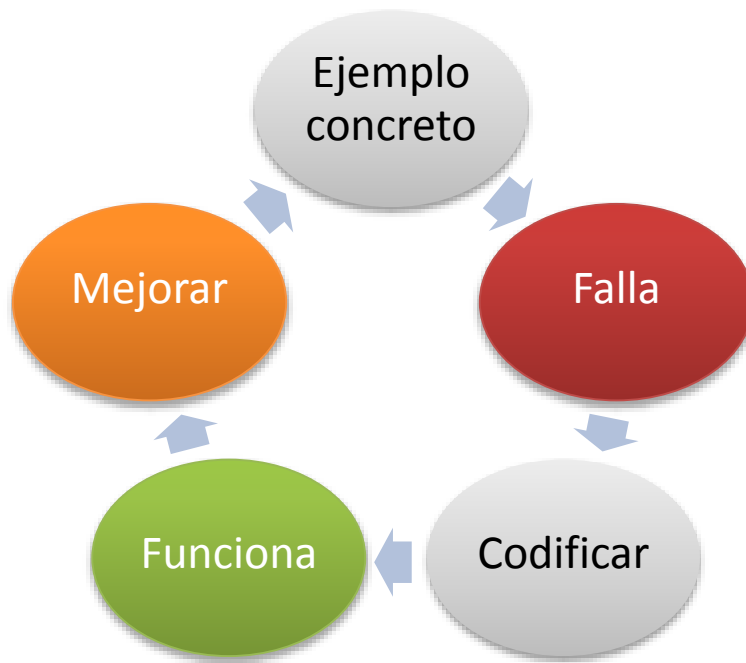 Ejemplo
concreto
Falla
Codificar
Funciona
Mejorar